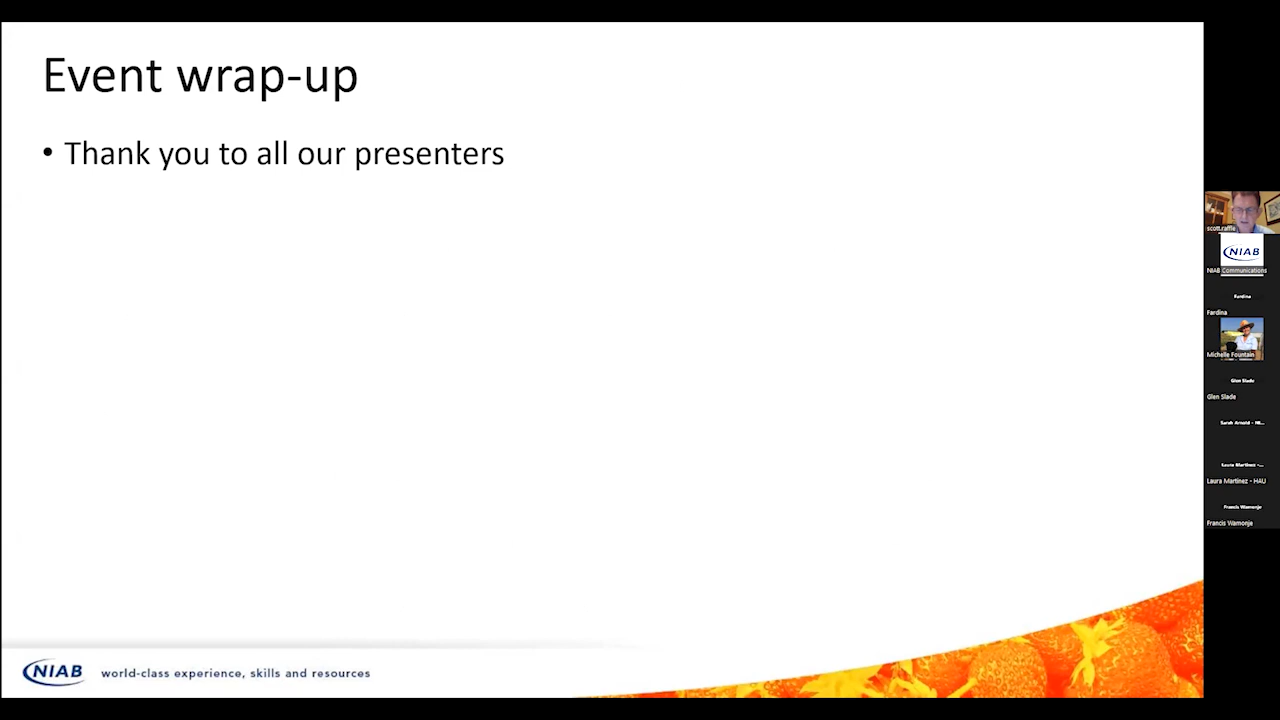 Event wrap-up
• Thank you to all our presenters
scott.raffle
NIAB
NIAB Communications
Fardina
Fardina
Michelle Fountain
Glen Slade
Glen Slade
Sarah Arnold - NI...
Laura Martinez -...
Laura Martinez - HAU
Francis Wamonje
Francis Wamonje
NIAB world-class experience, skills and resources